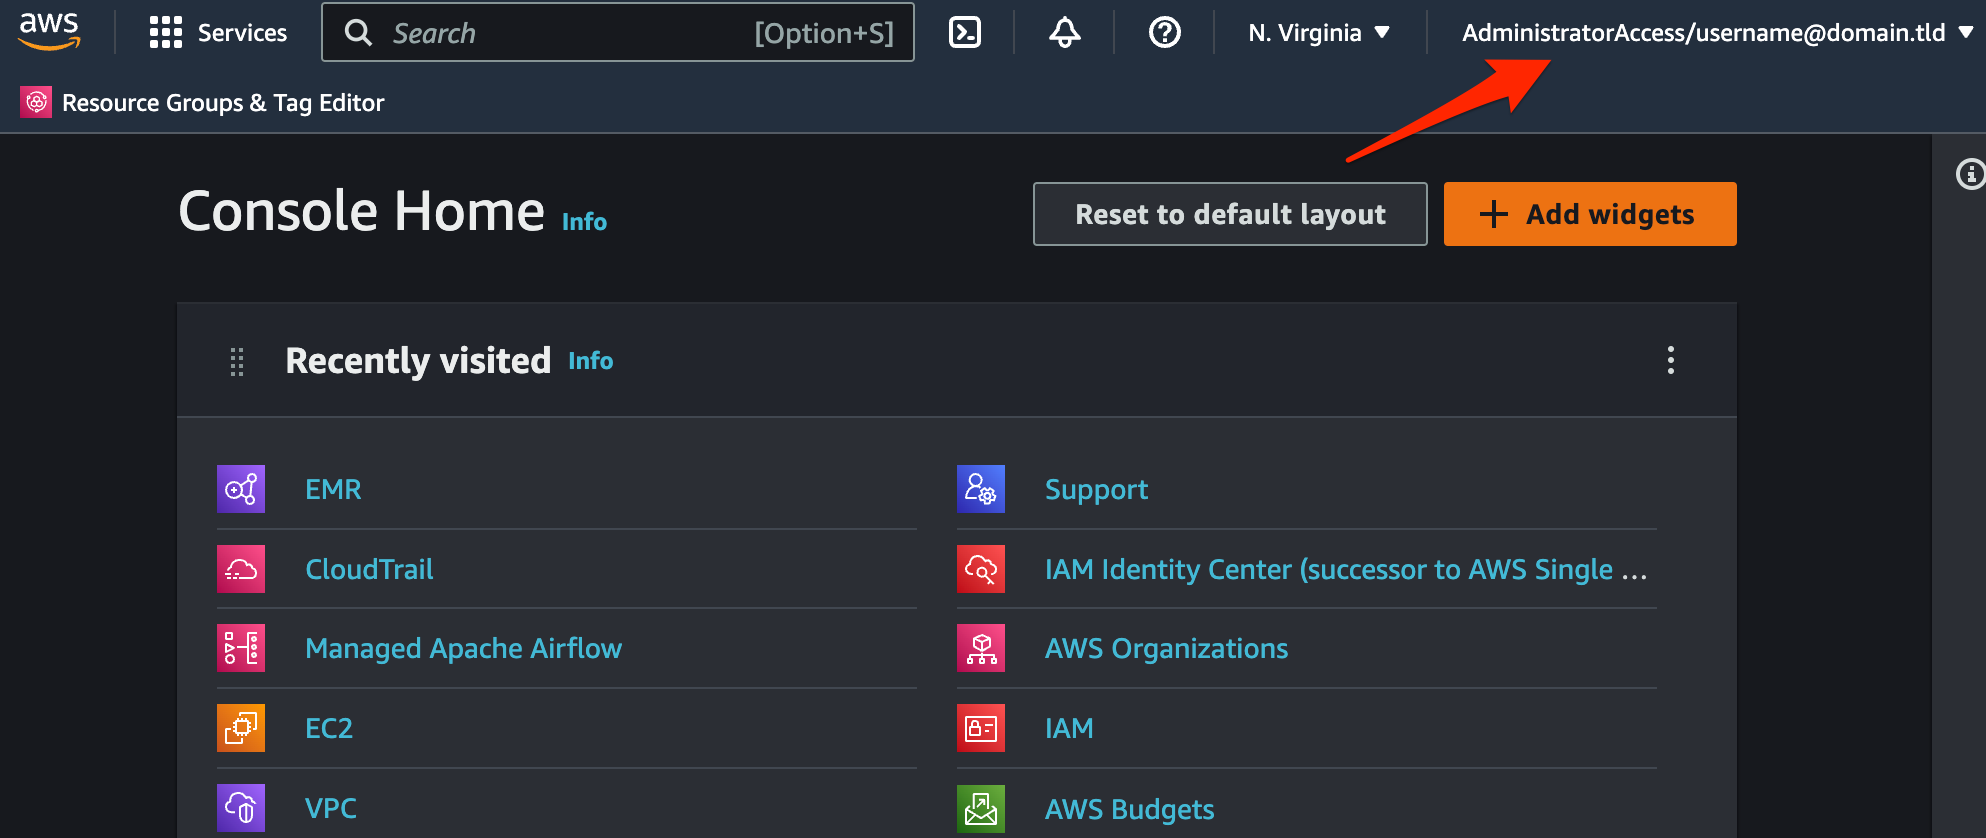 aws Services Search [Option+S] N. Virginia AdministratorAccess/username@domain.tld
Resource Groups & Tag Editor
Console Home Info
Reset to default layout
Add widgets
Recently visited Info
EMR
Support
CloudTrail
IAM Identity Center (successor to AWS Single ...
Managed Apache Airflow
AWS Organizations
EC2
IAM
VPC
AWS Budgets